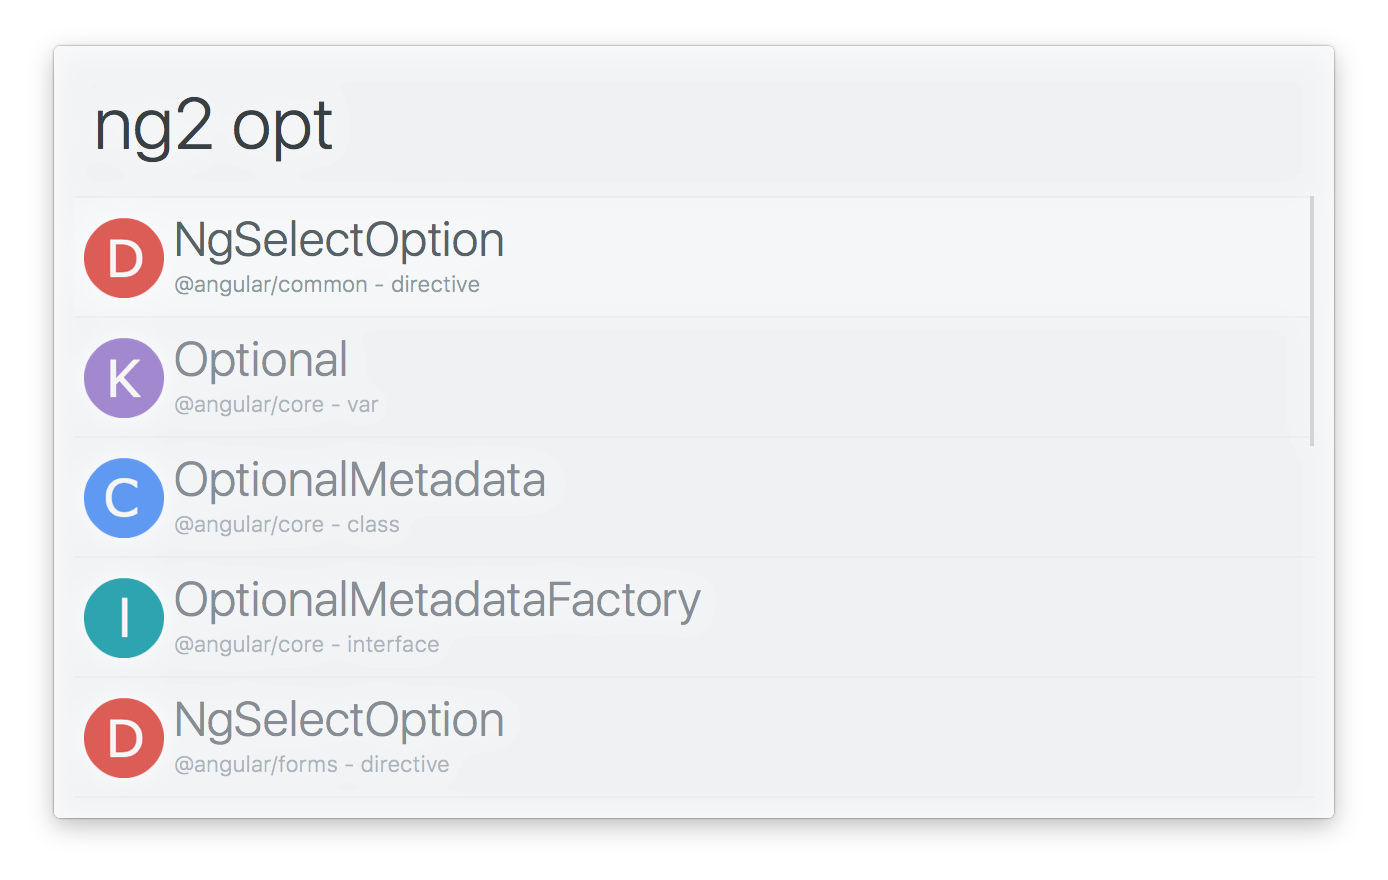 ng2 opt
D
NgSelectOption
@angular/common - directive
K
Optional
@angular/core - var
C
OptionalMetadata
@angular/core - class
I
OptionalMetadataFactory
@angular/core - interface
D
NgSelectOption
@angular/forms - directive